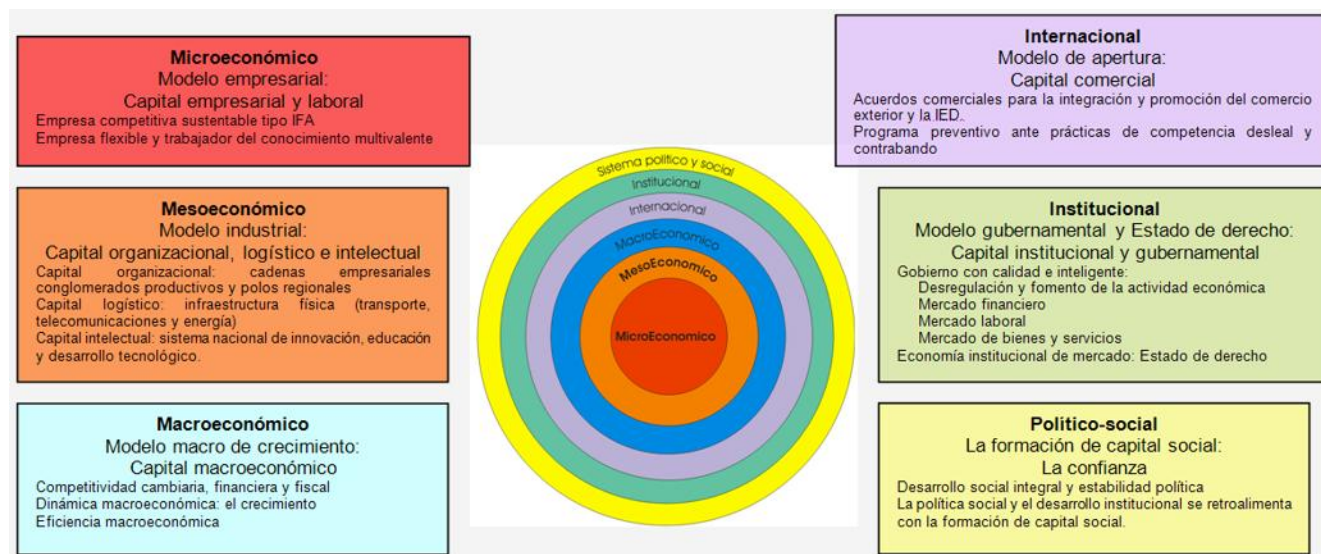 Microeconómico
Modelo empresarial:
Capital empresarial y laboral
Empresa competitiva sustentable tipo IFA
Empresa flexible y trabajador del conocimiento multivalente
Mesoeconómico
Modelo industrial:
Capital organizacional, logístico e intelectual
Capital organizacional: cadenas empresariales
conglomerados productivos y polos regionales
Capital logístico: infraestructura física (transporte,
telecomunicaciones y energía)
Capital intelectual: sistema nacional de innovación, educación
y desarrollo tecnológico.
Macroeconómico
Modelo macro de crecimiento:
Capital macroeconómico
Competitividad cambiaria, financiera y fiscal
Dinámica macroeconómica: el crecimiento
Eficiencia macroeconómica
Sistema político y social
Institucional
Internacional
MacroEconomico
MesoEconomico
MicroEconomico
Internacional
Modelo de apertura:
Capital comercial
Acuerdos comerciales para la integración y promoción del comercio
exterior y la IED.
Programa preventivo ante prácticas de competencia desleal y
contrabando
Institucional
Modelo gubernamental y Estado de derecho:
Capital institucional y gubernamental
Gobierno con calidad e inteligente:
Desregulación y fomento de la actividad económica
Mercado financiero
Mercado laboral
Mercado de bienes y servicios
Economía institucional de mercado: Estado de derecho
Político-social
La formación de capital social:
La confianza
Desarrollo social integral y estabilidad política
La política social y el desarrollo institucional se retroalimenta
con la formación de capital social.